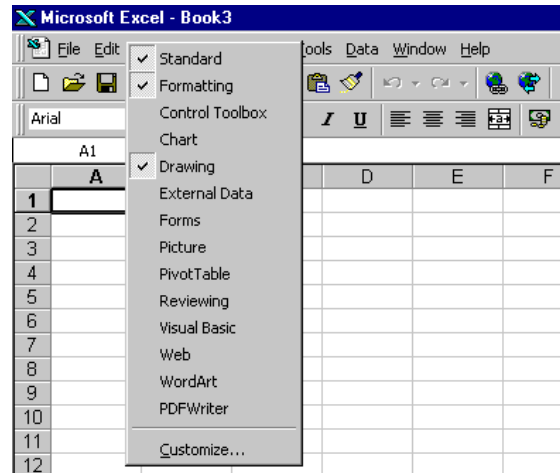 Microsoft Excel - Book3
File Edit ools Data Window Help
Arial I U
A1
A D E F
Standard
Formatting
Control Toolbox
Chart
Drawing
External Data
Forms
Picture
PivotTable
Reviewing
Visual Basic
Web
WordArt
PDFWriter
Customize...
1
2
3
4
5
6
7
8
9
10
11
12